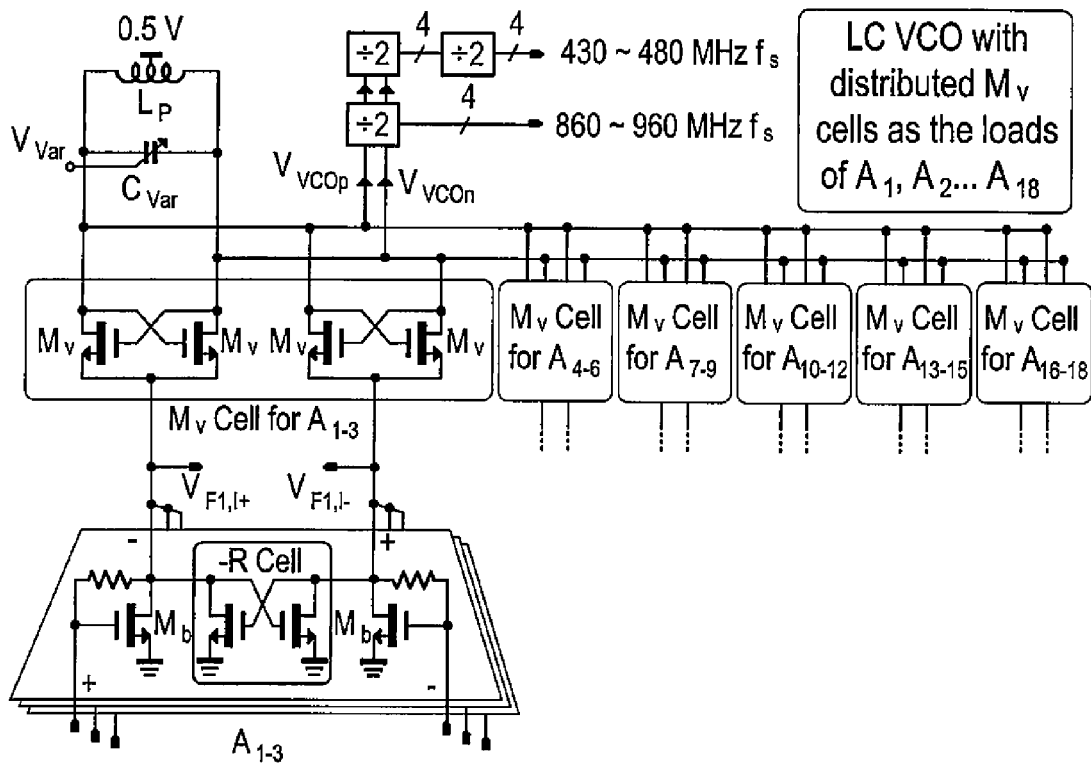 0.5 V
L_P
V_Var
C_Var
÷2
4
÷2
4
430 ~ 480 MHz f_s
÷2
4
860 ~ 960 MHz f_s
V_VCOp
V_VCOn
LC VCO with
distributed M_v
cells as the loads
of A_1, A_2... A_18
M_v
M_v
M_v
M_v
M_v Cell for A_1-3
M_v Cell
for A_4-6
M_v Cell
for A_7-9
M_v Cell
for A_10-12
M_v Cell
for A_13-15
M_v Cell
for A_16-18
V_F1,I+
V_F1,I-
-
+
-R Cell
M_b
M_b
+
-
A_1-3